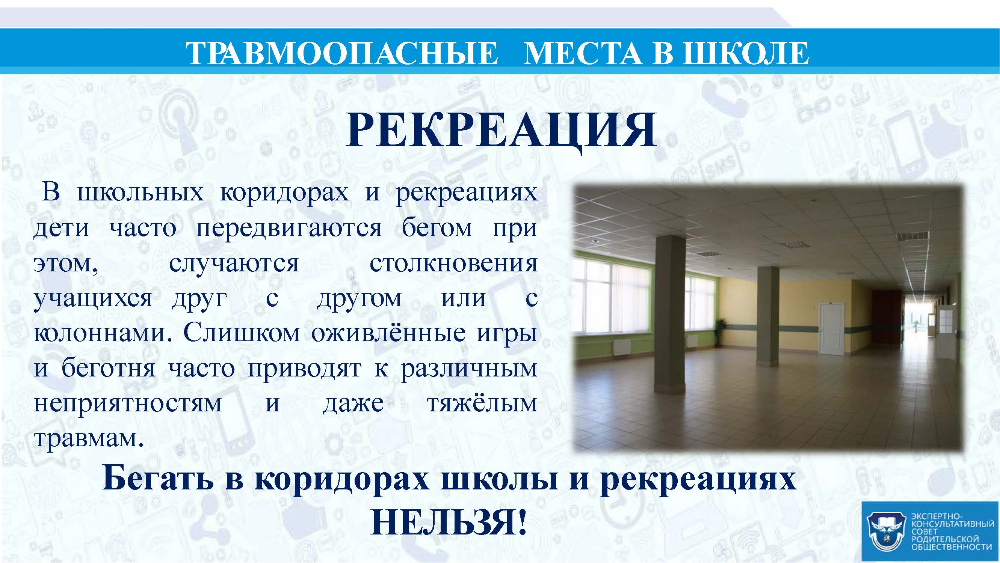 ТРАВМООПАСНЫЕ МЕСТА В ШКОЛЕ
РЕКРЕАЦИЯ
В школьных коридорах и рекреациях
дети часто передвигаются бегом при
этом, случаются столкновения
учащихся друг с другом или с
колоннами. Слишком оживлённые игры
и беготня часто приводят к различным
неприятностям и даже тяжёлым
травмам.
Бегать в коридорах школы и рекреациях
НЕЛЬЗЯ!
ЭКСПЕРТНО-
КОНСУЛЬТАТИВНЫЙ
СОВЕТ
РОДИТЕЛЬСКОЙ
ОБЩЕСТВЕННОСТИ